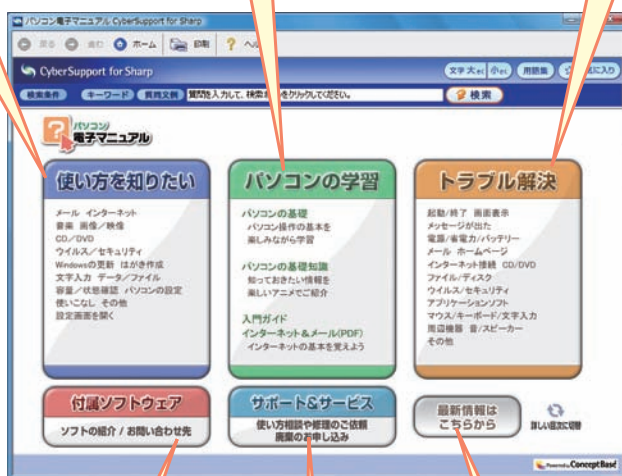 パソコン電子マニュアル CyberSupport for Sharp
戻る 進む ホーム 印刷
CyberSupport for Sharp
文字 大きく 小さく 用語集
検索条件 キーワード 質問文例 質問を入力して、検索ボタンをクリックしてください。 検索
パソコン
電子マニュアル
使い方を知りたい
メール インターネット
音楽 画像/映像
CD/DVD
ウイルス/セキュリティ
Windowsの更新 はがき作成
文字入力 データ/ファイル
容量/状態確認 パソコンの設定
使いこなし その他
設定画面を開く
パソコンの学習
パソコンの基礎
パソコン操作の基本を
楽しみながら学習
パソコンの基礎知識
知っておきたい情報を
楽しいアニメでご紹介
入門ガイド
インターネット&メール(PDF)
インターネットの基本を覚えよう
トラブル解決
起動/終了 画面表示
メッセージが出た
電源/省電力/バッテリー
メール ホームページ
インターネット接続 CD/DVD
ファイル/ディスク
ウイルス/セキュリティ
アプリケーションソフト
マウス/キーボード/文字入力
周辺機器 音/スピーカー
その他
付属ソフトウェア
ソフトの紹介 / お問い合わせ先
サポート&サービス
使い方相談や修理のご依頼
廃棄のお申し込み
最新情報は
こちらから
詳しい目次に切替
Powered by ConceptBase